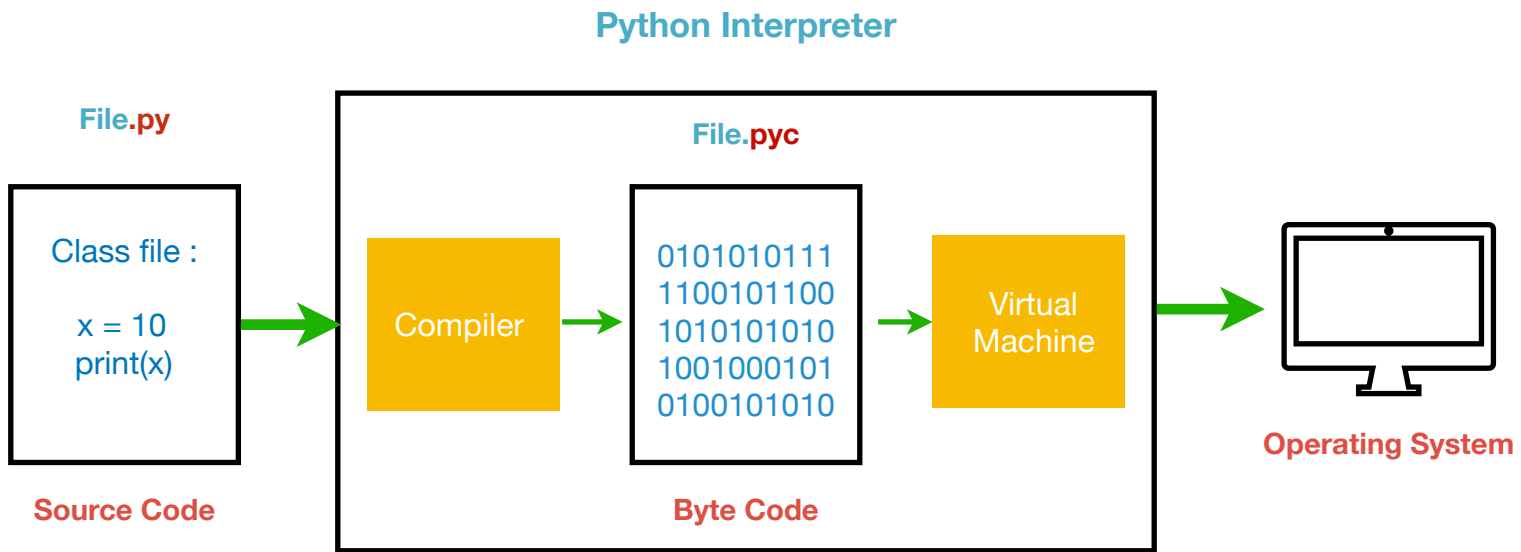 Python Interpreter
File.py
File.pyc
Class file :
x = 10
print(x)
Compiler
0101010111
1100101100
1010101010
1001000101
0100101010
Virtual
Machine
Operating System
Source Code
Byte Code